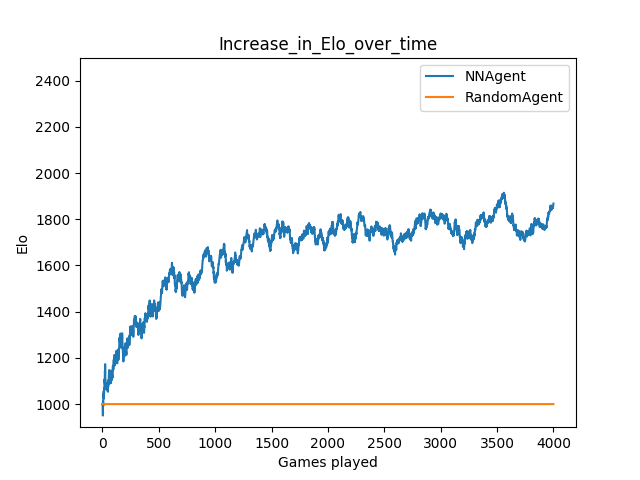 Increase_in_Elo_over_time
NNAgent
RandomAgent
Elo
2400
2200
2000
1800
1600
1400
1200
1000
0 500 1000 1500 2000 2500 3000 3500 4000
Games played